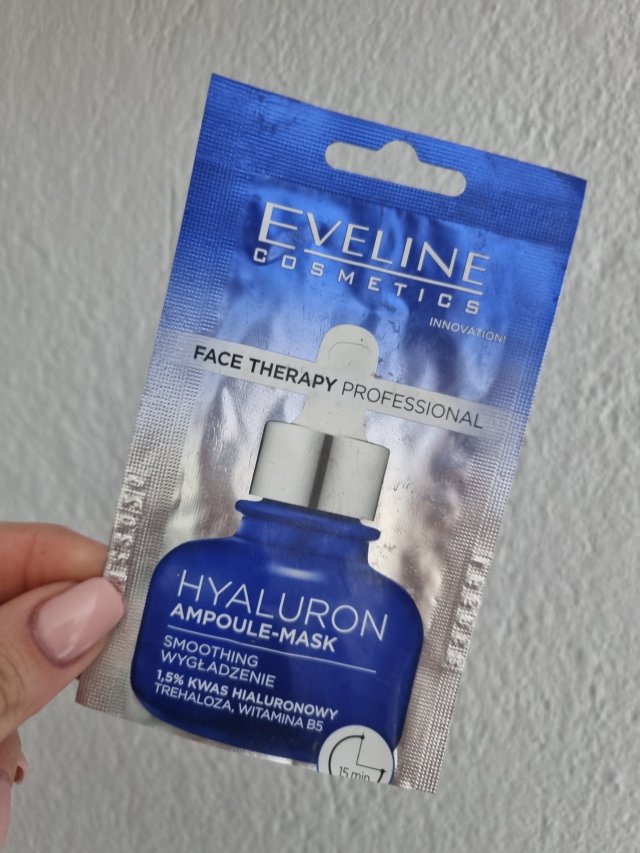 EVELINE
COSMETICS
INNOVATION!
FACE THERAPY PROFESSIONAL
HYALURON
AMPOULE-MASK
SMOOTHING
WYGŁADZENIE
1,5% KWAS HIALURONOWY
TREHALOZA, WITAMINA B5
15 min